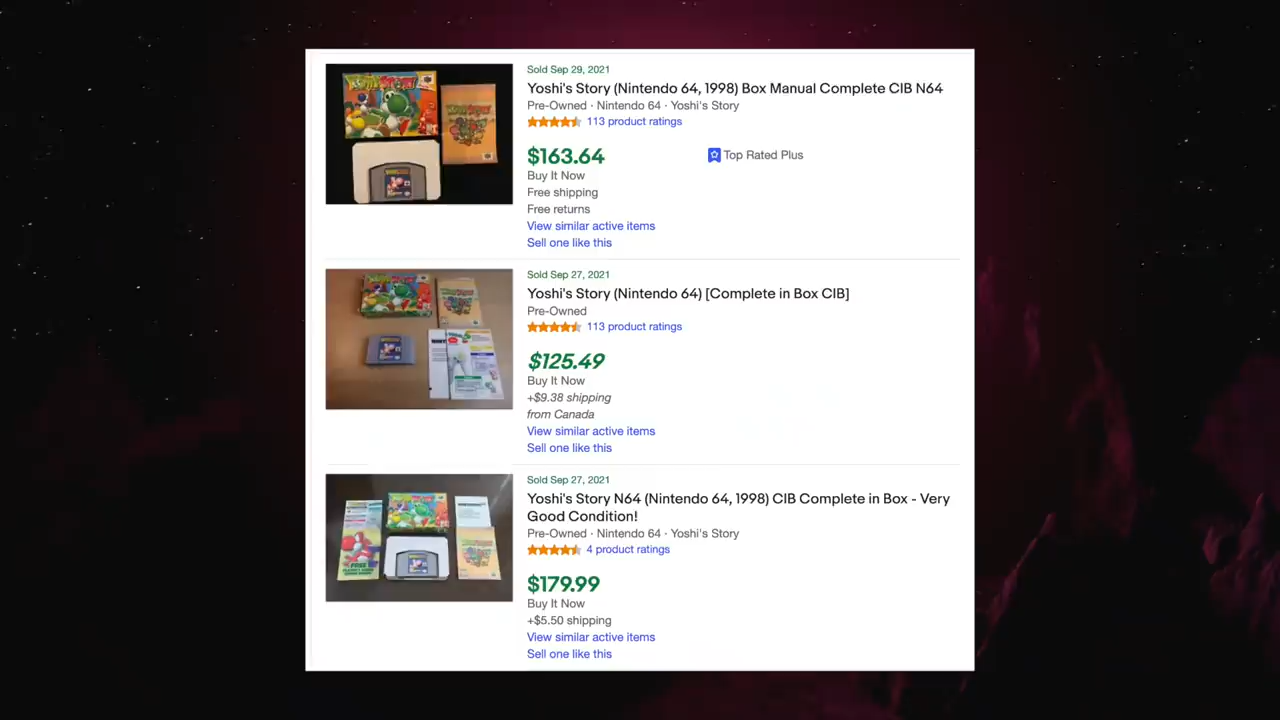 Sold Sep 29, 2021
Yoshi's Story (Nintendo 64, 1998) Box Manual Complete CIB N64
Pre-Owned · Nintendo 64 · Yoshi's Story
113 product ratings
$163.64
Top Rated Plus
Buy It Now
Free shipping
Free returns
View similar active items
Sell one like this
Sold Sep 27, 2021
Yoshi's Story (Nintendo 64) [Complete in Box CIB]
Pre-Owned
113 product ratings
$125.49
Buy It Now
+$9.38 shipping
from Canada
View similar active items
Sell one like this
Sold Sep 27, 2021
Yoshi's Story N64 (Nintendo 64, 1998) CIB Complete in Box - Very
Good Condition!
Pre-Owned · Nintendo 64 · Yoshi's Story
4 product ratings
$179.99
Buy It Now
+$5.50 shipping
View similar active items
Sell one like this